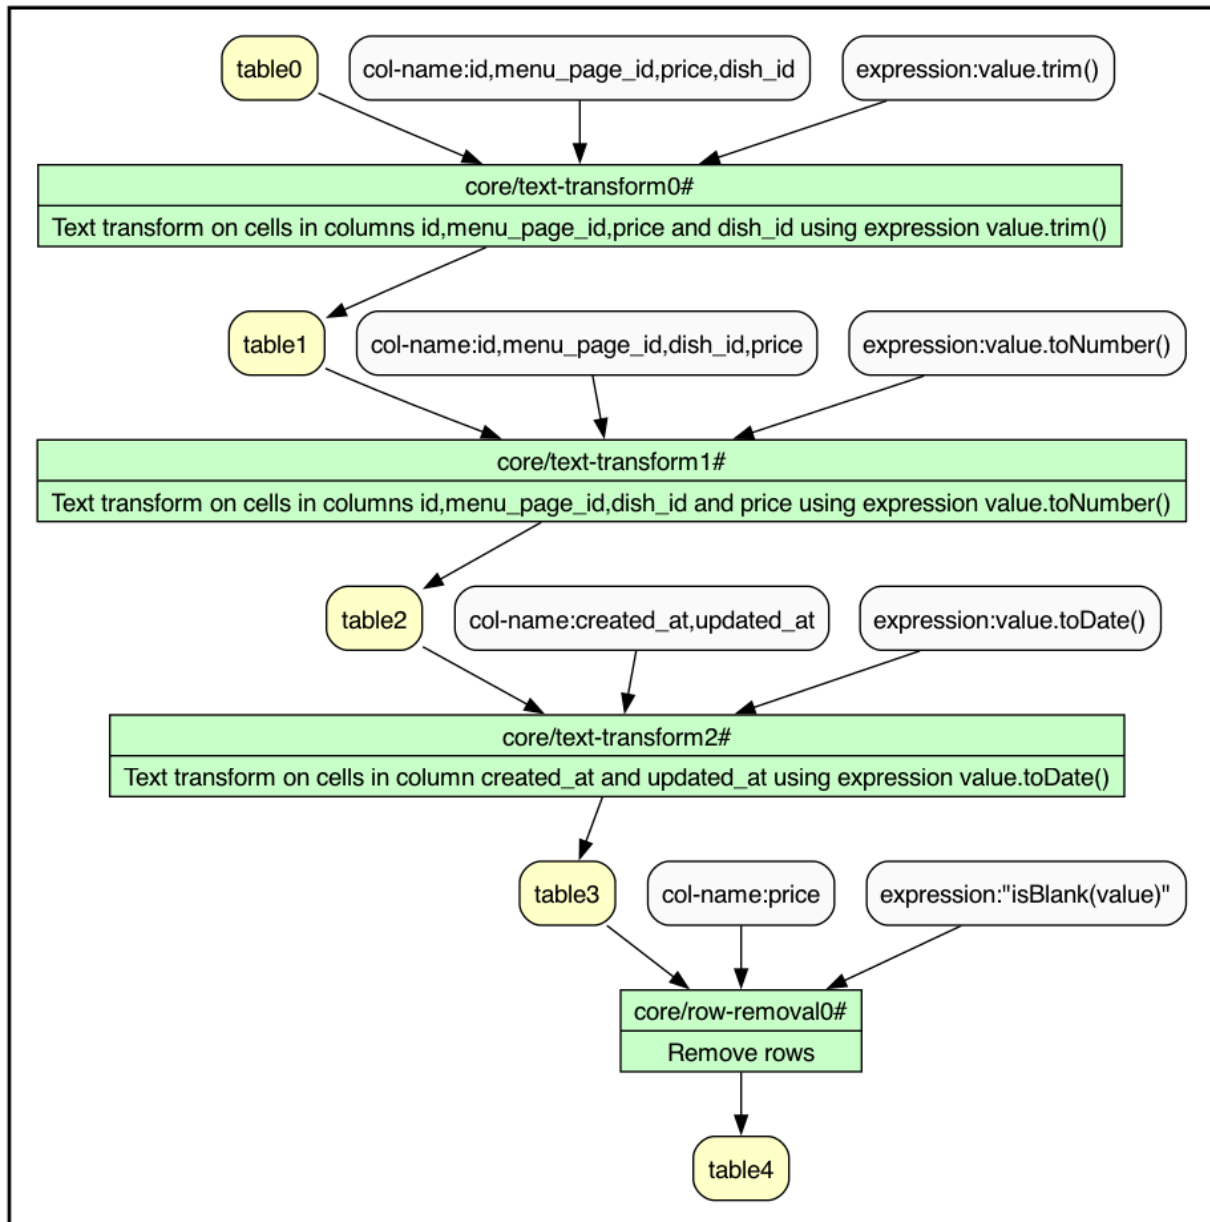 table0
col-name:id,menu_page_id,price,dish_id
expression:value.trim()
core/text-transform0#
Text transform on cells in columns id,menu_page_id,price and dish_id using expression value.trim()
table1
col-name:id,menu_page_id,dish_id,price
expression:value.toNumber()
core/text-transform1#
Text transform on cells in columns id,menu_page_id,dish_id and price using expression value.toNumber()
table2
col-name:created_at,updated_at
expression:value.toDate()
core/text-transform2#
Text transform on cells in column created_at and updated_at using expression value.toDate()
table3
col-name:price
expression:"isBlank(value)"
core/row-removal0#
Remove rows
table4